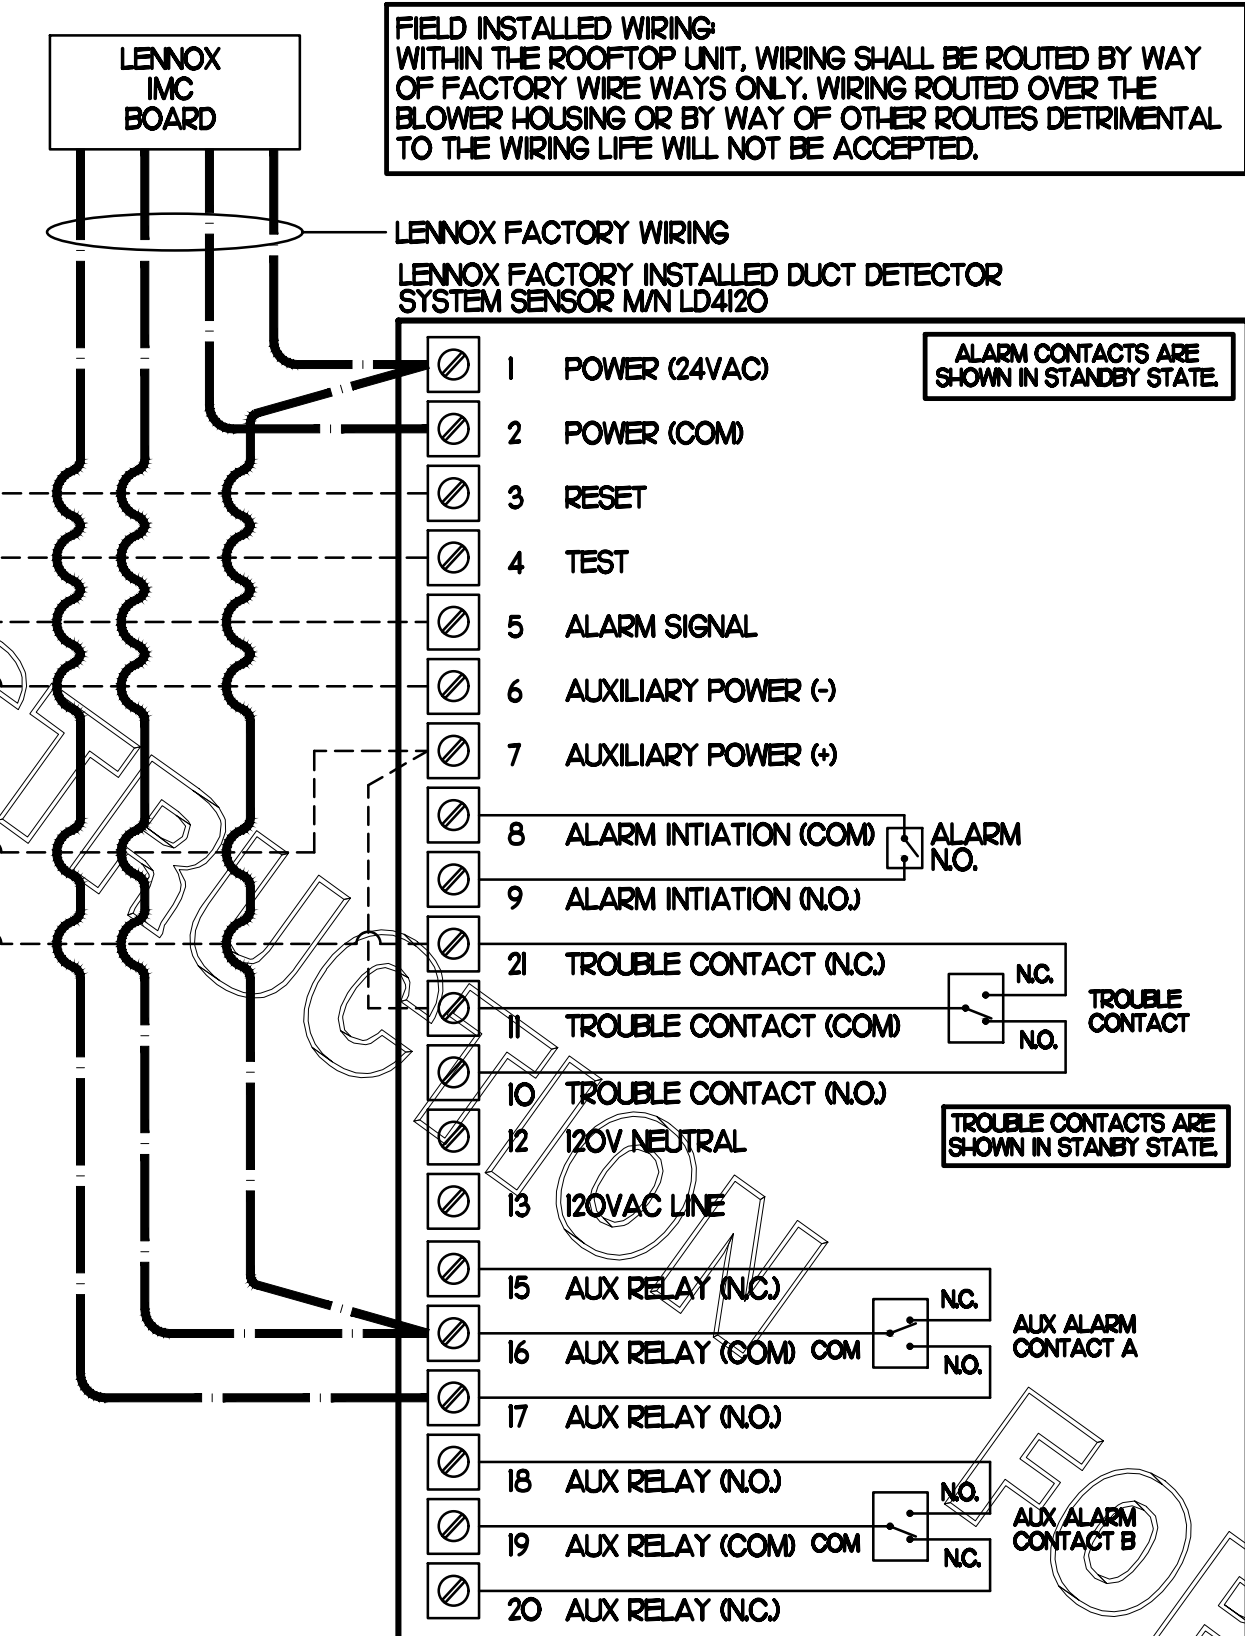 LENNOX
IMC
BOARD
FIELD INSTALLED WIRING:
WITHIN THE ROOFTOP UNIT, WIRING SHALL BE ROUTED BY WAY
OF FACTORY WIRE WAYS ONLY. WIRING ROUTED OVER THE
BLOWER HOUSING OR BY WAY OF OTHER ROUTES DETRIMENTAL
TO THE WIRING LIFE WILL NOT BE ACCEPTED.
LENNOX FACTORY WIRING
LENNOX FACTORY INSTALLED DUCT DETECTOR
SYSTEM SENSOR M/N LD4120
ALARM CONTACTS ARE
SHOWN IN STANDBY STATE.
1 POWER (24VAC)
2 POWER (COM)
3 RESET
4 TEST
5 ALARM SIGNAL
6 AUXILIARY POWER (-)
7 AUXILIARY POWER (+)
8 ALARM INTIATION (COM)
ALARM
N.O.
9 ALARM INTIATION (N.O.)
21 TROUBLE CONTACT (N.C.)
N.C.
TROUBLE
CONTACT
11 TROUBLE CONTACT (COM)
N.O.
10 TROUBLE CONTACT (N.O.)
TROUBLE CONTACTS ARE
SHOWN IN STANBY STATE.
12 120V NEUTRAL
13 120VAC LINE
15 AUX RELAY (N.C.)
N.C.
AUX ALARM
CONTACT A
16 AUX RELAY (COM) COM
N.O.
17 AUX RELAY (N.O.)
18 AUX RELAY (N.O.)
N.O.
AUX ALARM
CONTACT B
19 AUX RELAY (COM) COM
N.C.
20 AUX RELAY (N.C.)
TRUCTION
FO